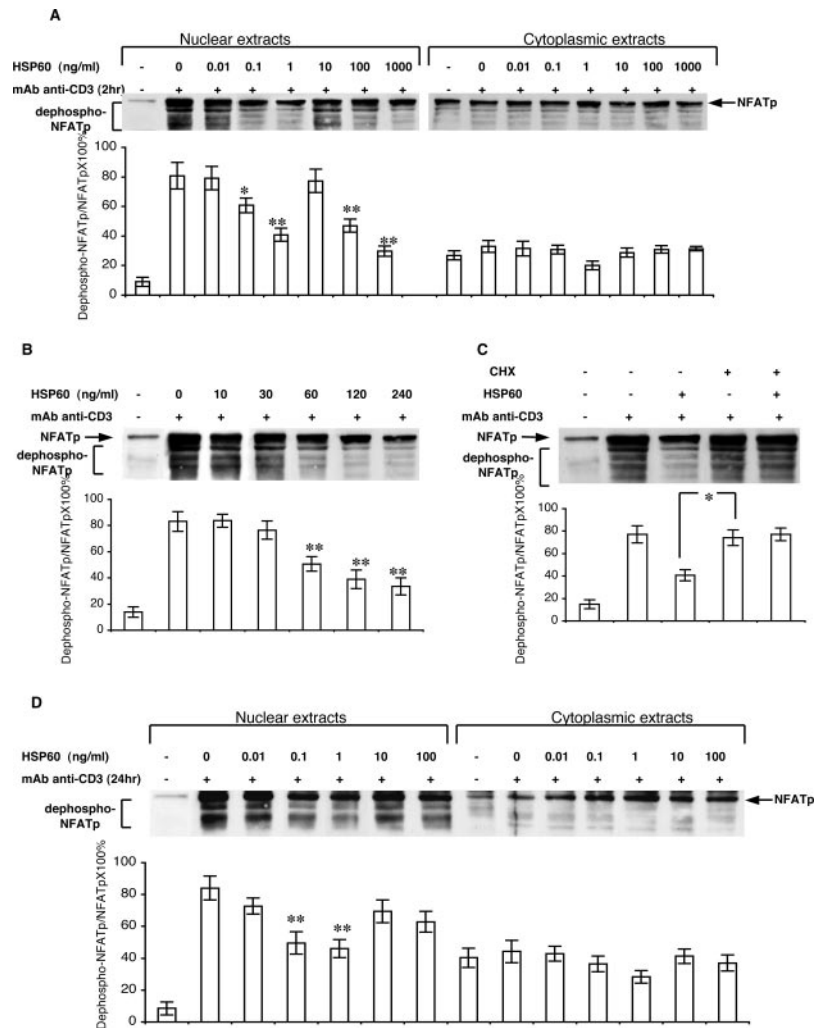 A
Nuclear extracts Cytoplasmic extracts
HSP60 (ng/ml) - 0 0.01 0.1 1 10 100 1000 - 0 0.01 0.1 1 10 100 1000
mAb anti-CD3 (2hr) - + + + + + + + - + + + + + + +
dephospho-NFATp
NFATp
Dephospho-NFATp/NFATpX100%
100
80
60
40
20
0
* ** ** **
B
HSP60 (ng/ml) - 0 10 30 60 120 240
mAb anti-CD3 - + + + + + +
NFATp
dephospho-NFATp
Dephospho-NFATp/NFATpX100%
100
80
60
40
20
0
** ** **
C
CHX - - - + +
HSP60 - - + - +
mAb anti-CD3 - + + + +
NFATp
dephospho-NFATp
Dephospho-NFATp/NFATpX100%
100
80
60
40
20
0
*
D
Nuclear extracts Cytoplasmic extracts
HSP60 (ng/ml) - 0 0.01 0.1 1 10 100 - 0 0.01 0.1 1 10 100
mAb anti-CD3 (24hr) - + + + + + + - + + + + + +
dephospho-NFATp
NFATp
Dephospho-NFATp/NFATpX100%
100
80
60
40
20
0
** **